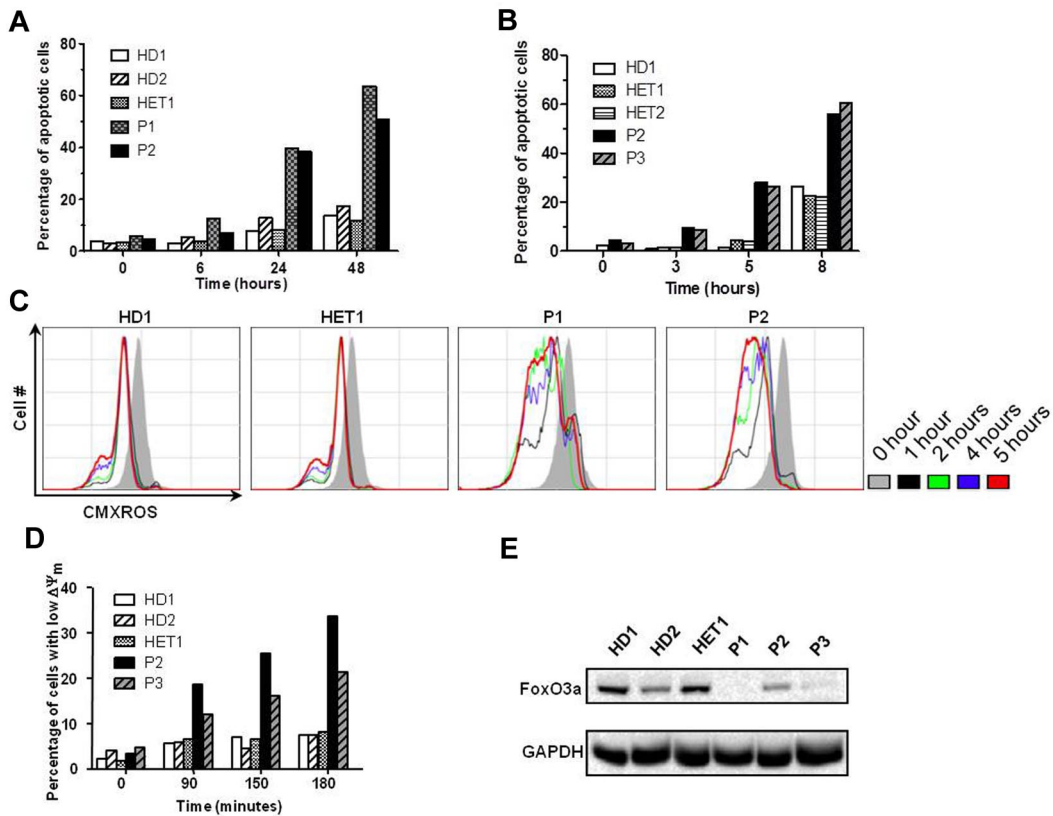 A
Percentage of apoptotic cells
80
60
40
20
0
HD1
HD2
HET1
P1
P2
0 6 24 48
Time (hours)
B
Percentage of apoptotic cells
80
60
40
20
0
HD1
HET1
HET2
P2
P3
0 3 5 8
Time (hours)
C
HD1 HET1 P1 P2
Cell #
CMXROS
0 hour
1 hour
2 hours
4 hours
5 hours
D
Percentage of cells with low ΔΨm
40
30
20
10
0
HD1
HD2
HET1
P2
P3
0 90 150 180
Time (minutes)
E
HD1 HD2 HET1 P1 P2 P3
FoxO3a
GAPDH